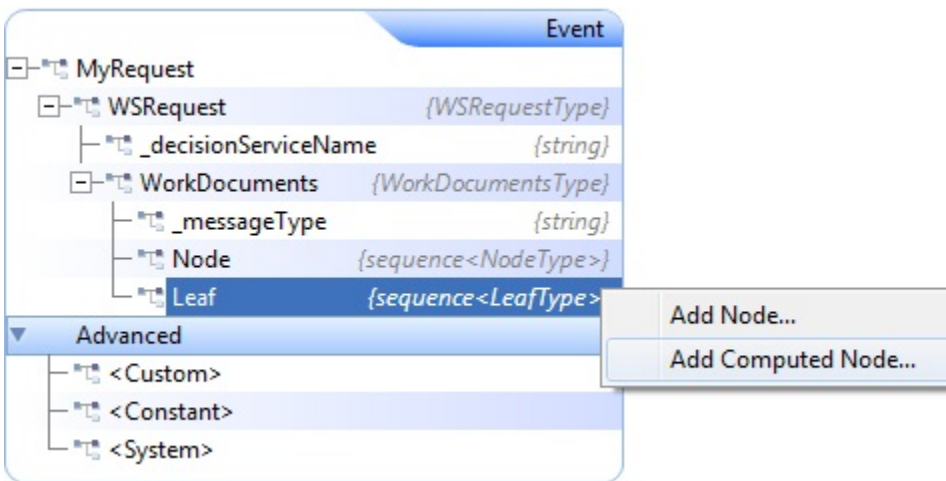 Event
MyRequest
WSRequest {WSRequestType}
_decisionServiceName {string}
WorkDocuments {WorkDocumentsType}
_messageType {string}
Node {sequence<NodeType>}
Leaf {sequence<LeafType>
Add Node...
Advanced
Add Computed Node...
<Custom>
<Constant>
<System>